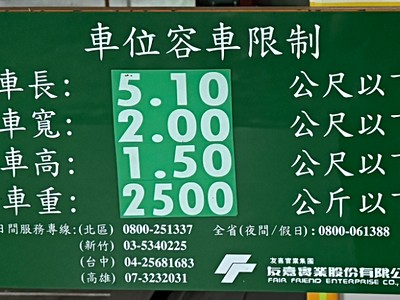 車位容車限制
車長: 5.10 公尺以下
車寬: 2.00 公尺以
車高: 1.50 公尺以
車重: 2500 公斤以下
日間服務專線:(北區) 0800-251337 全省(夜間/假日):0800-061388
(新竹) 03-5340225
(台中) 04-25681683
(高雄) 07-3232031
友嘉實業集團
友嘉實業股份有限公
FAIR FRIEND ENTERPRISE CO.,